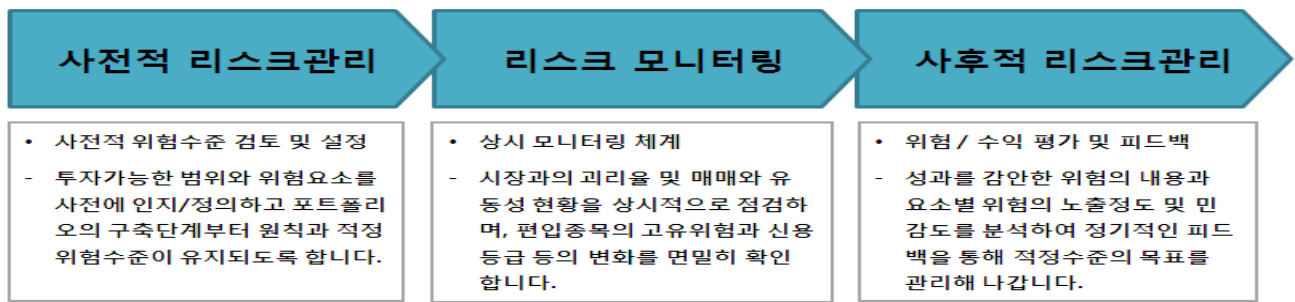 사전적 리스크관리
리스크 모니터링
사후적 리스크관리
• 사전적 위험수준 검토 및 설정
- 투자가능한 범위와 위험요소를
사전에 인지/정의하고 포트폴리
오의 구축단계부터 원칙과 적정
위험수준이 유지되도록 합니다.
• 상시 모니터링 체계
- 시장과의 괴리율 및 매매와 유
동성 현황을 상시적으로 점검하
며, 편입종목의 고유위험과 신용
등급 등의 변화를 면밀히 확인
합니다.
• 위험 / 수익 평가 및 피드백
- 성과를 감안한 위험의 내용과
요소별 위험의 노출정도 및 민
감도를 분석하여 정기적인 피드
백을 통해 적정수준의 목표를
관리해 나갑니다.